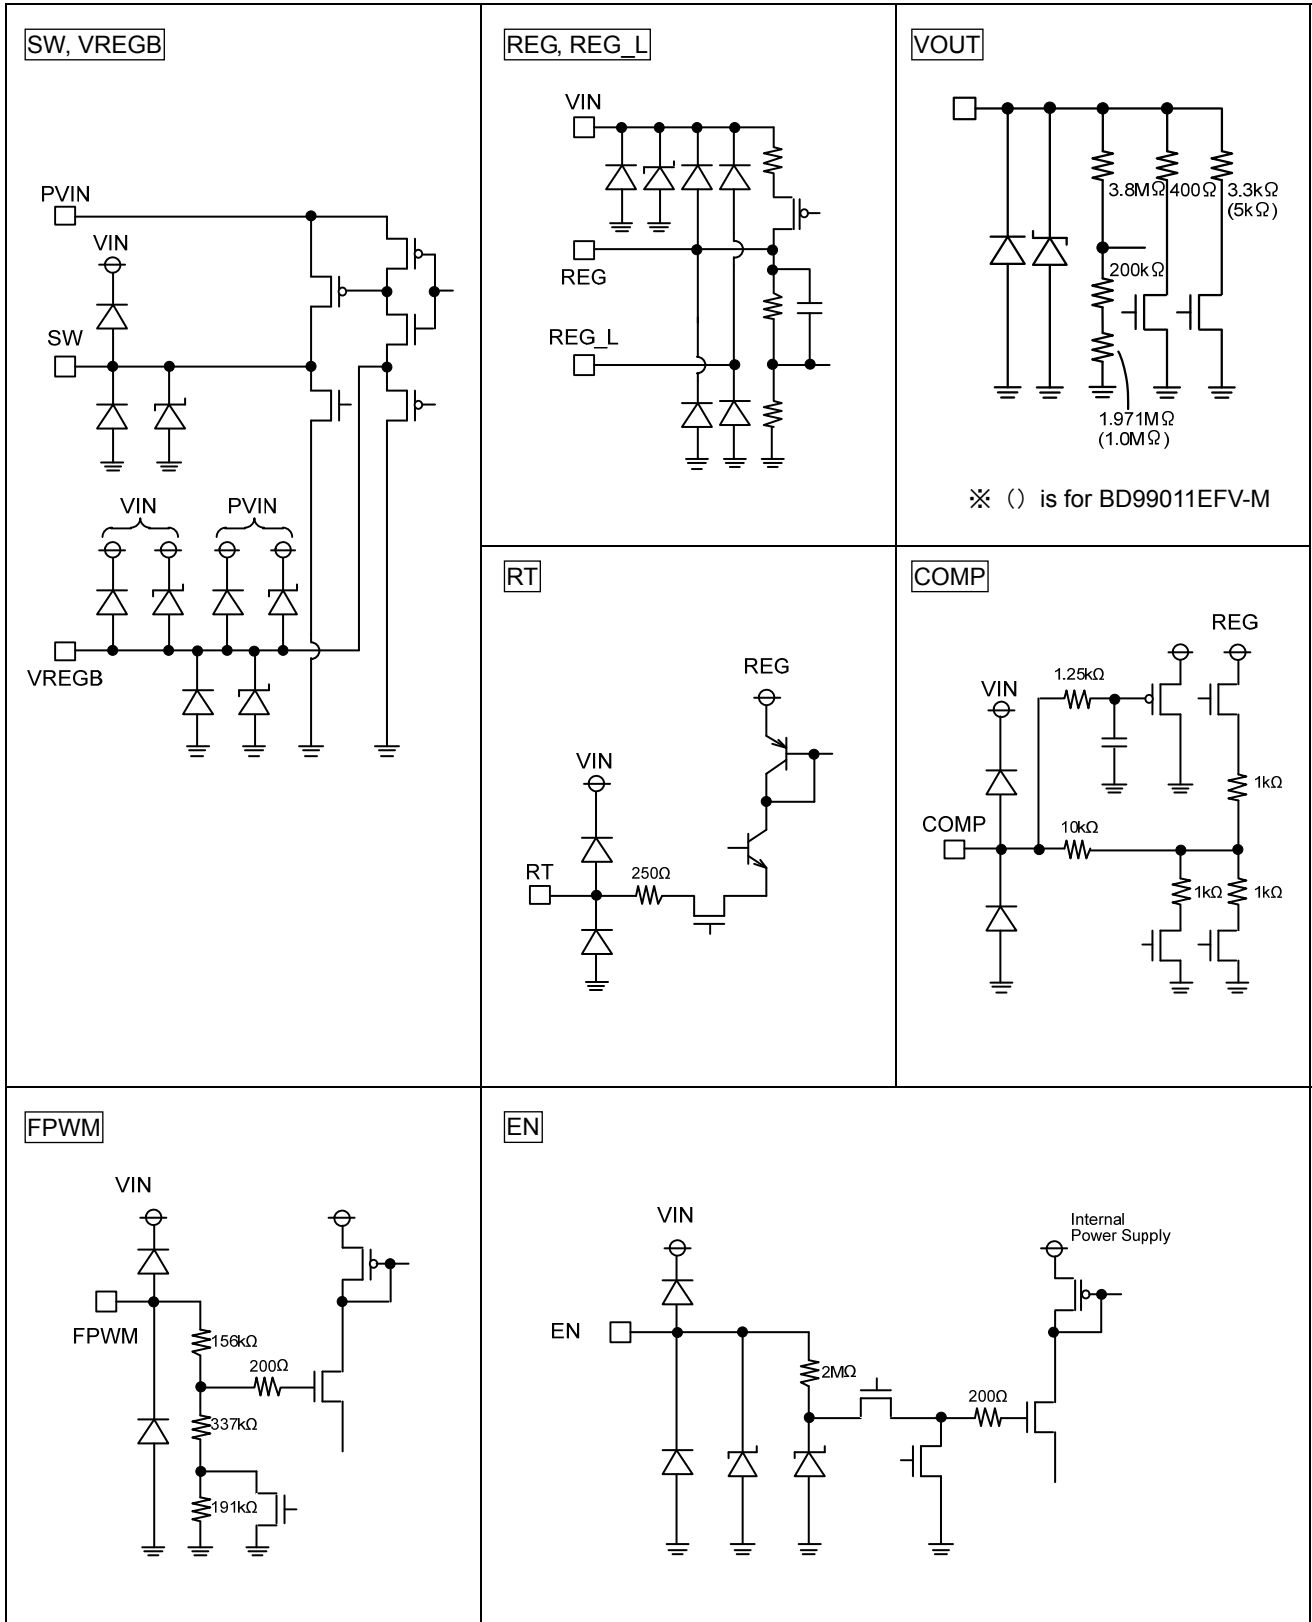 SW, VREGB
PVIN
VIN
SW
VIN
PVIN
VREGB
REG, REG_L
VIN
REG
REG_L
VOUT
3.8MΩ
400Ω
3.3kΩ
(5kΩ)
200kΩ
1.971MΩ
(1.0MΩ)
※ () is for BD99011EFV-M
RT
REG
VIN
RT
250Ω
COMP
REG
1.25kΩ
VIN
1kΩ
COMP
10kΩ
1kΩ
1kΩ
FPWM
VIN
FPWM
156kΩ
200Ω
337kΩ
191kΩ
EN
VIN
Internal
Power Supply
EN
2MΩ
200Ω